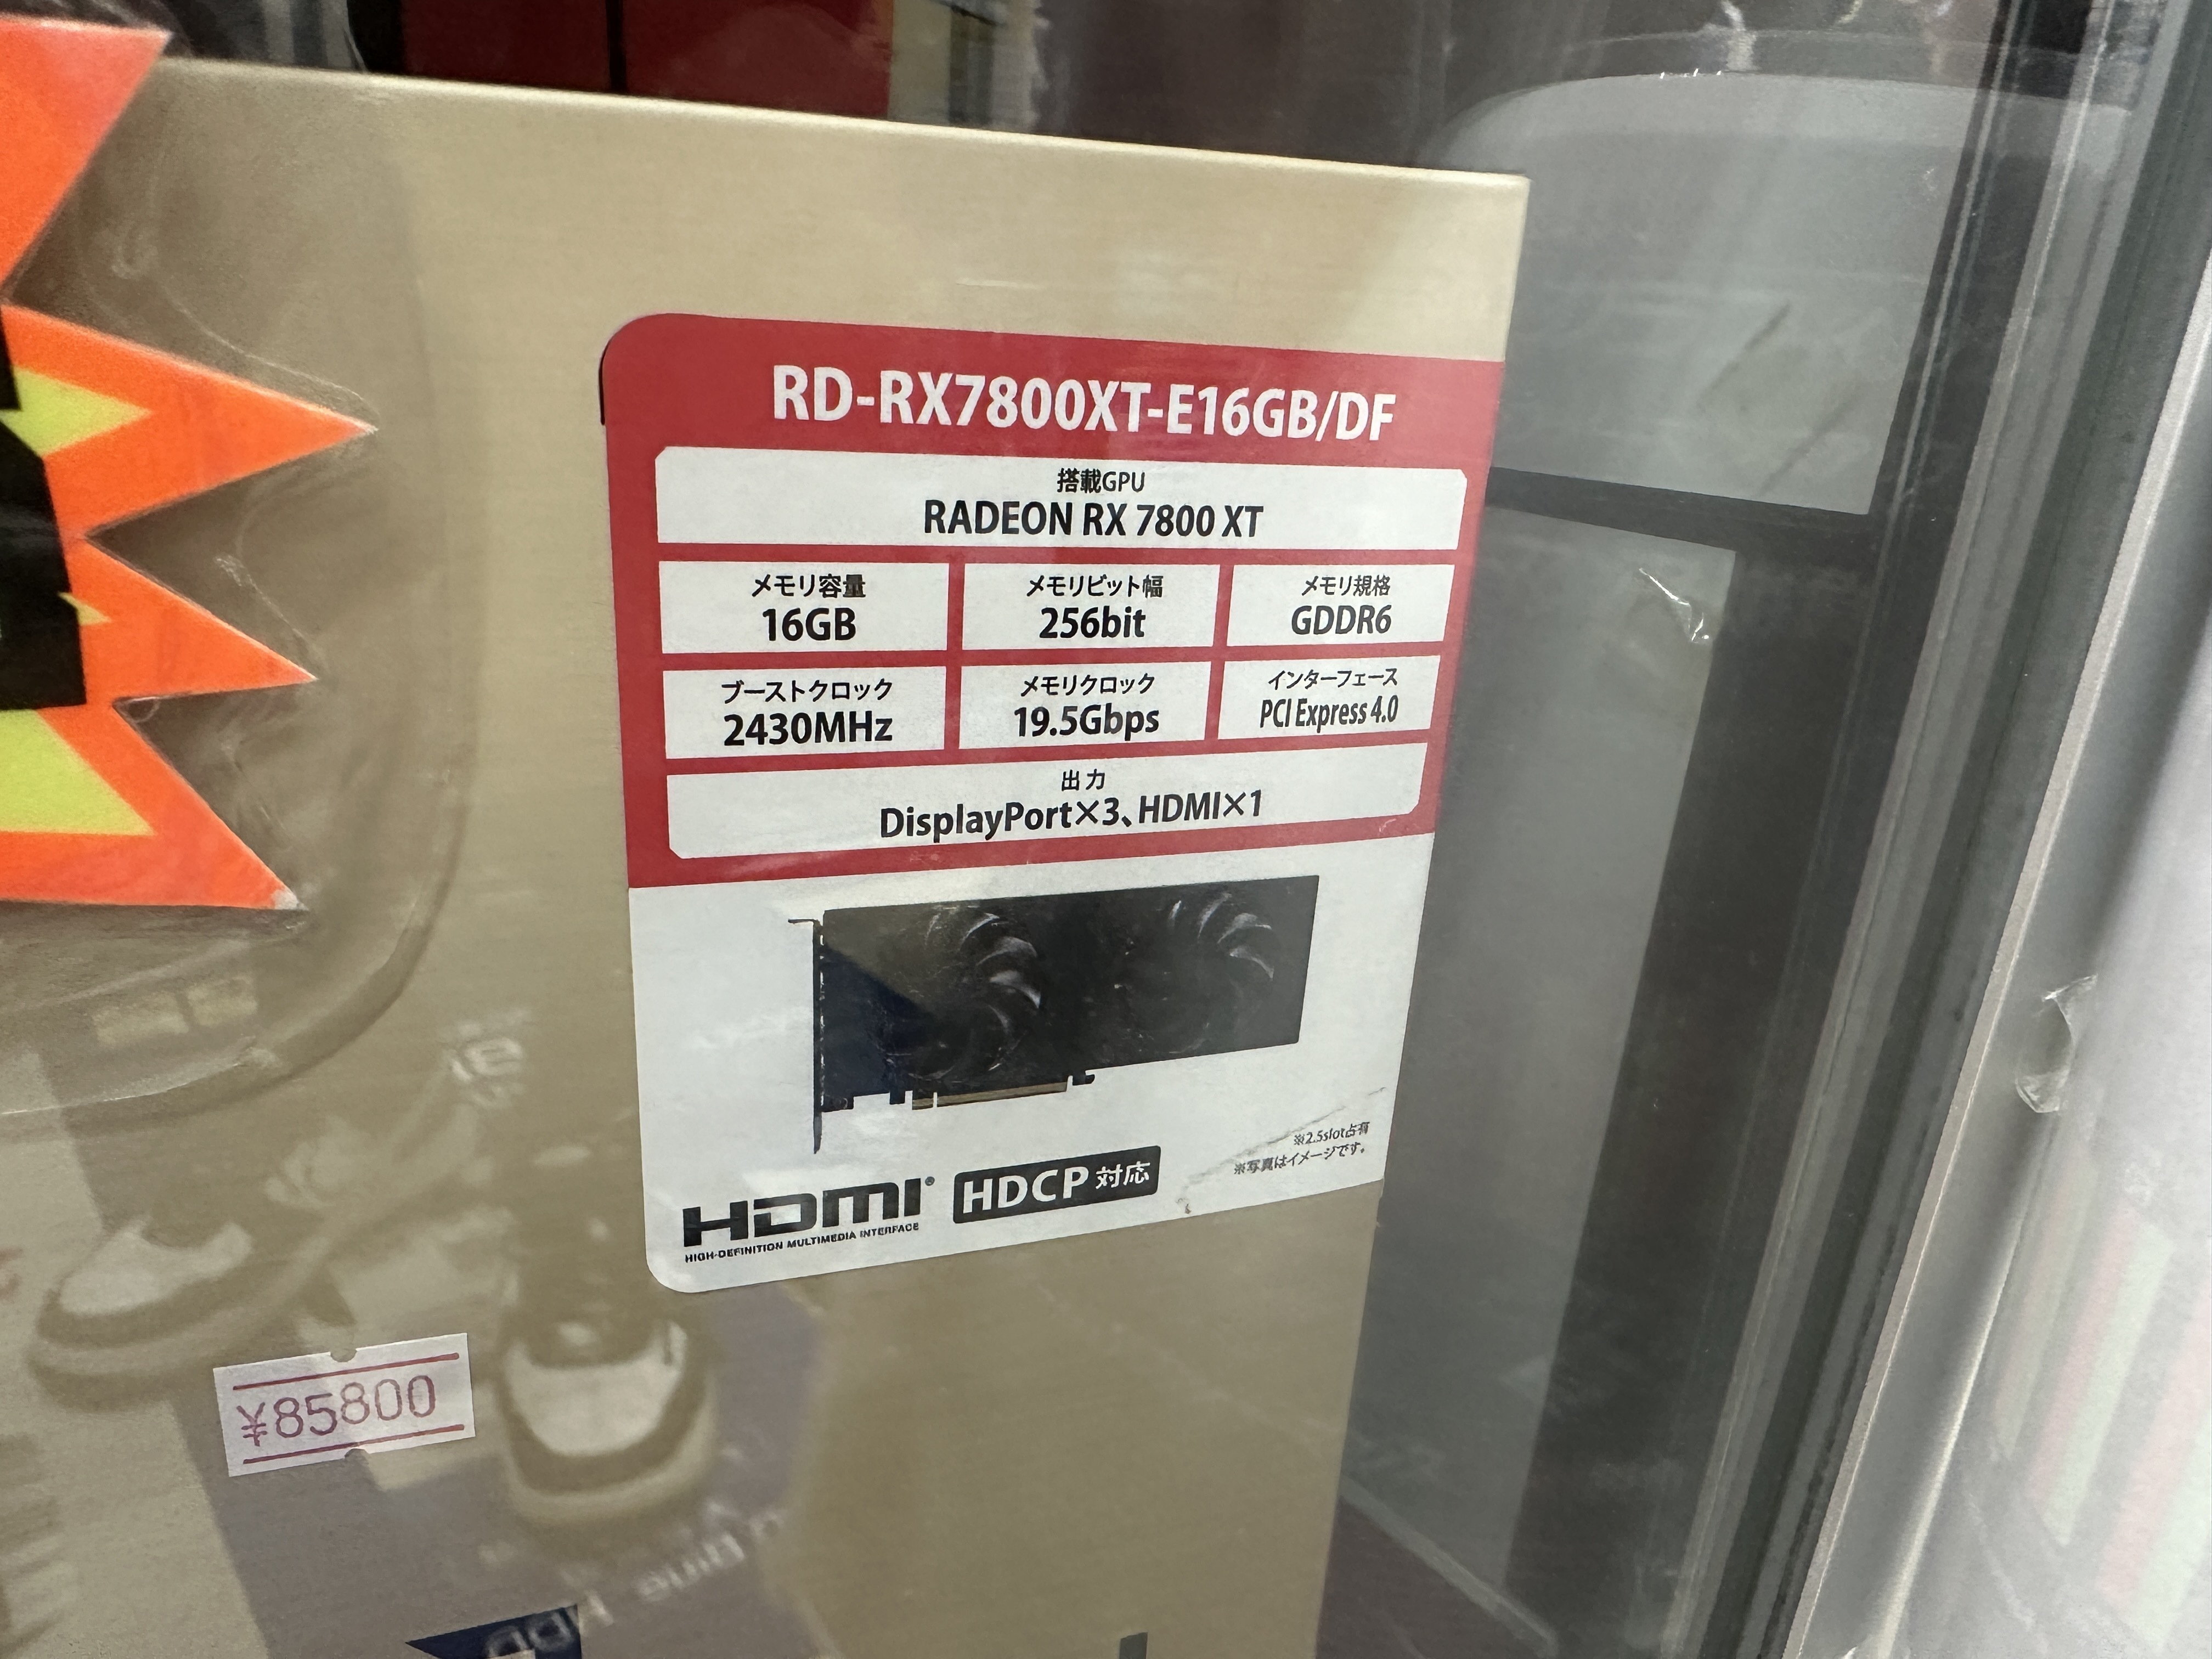 RD-RX7800XT-E16GB/DF
搭載GPU
RADEON RX 7800 XT
メモリ容量
16GB
メモリビット幅
256bit
メモリ規格
GDDR6
ブーストクロック
2430MHz
メモリクロック
19.5Gbps
インターフェース
PCI Express 4.0
出力
DisplayPort×3、HDMI×1
※2.5slot占有
※写真はイメージです。
HDMI
HIGH-DEFINITION MULTIMEDIA INTERFACE
HDCP 対応
¥85800